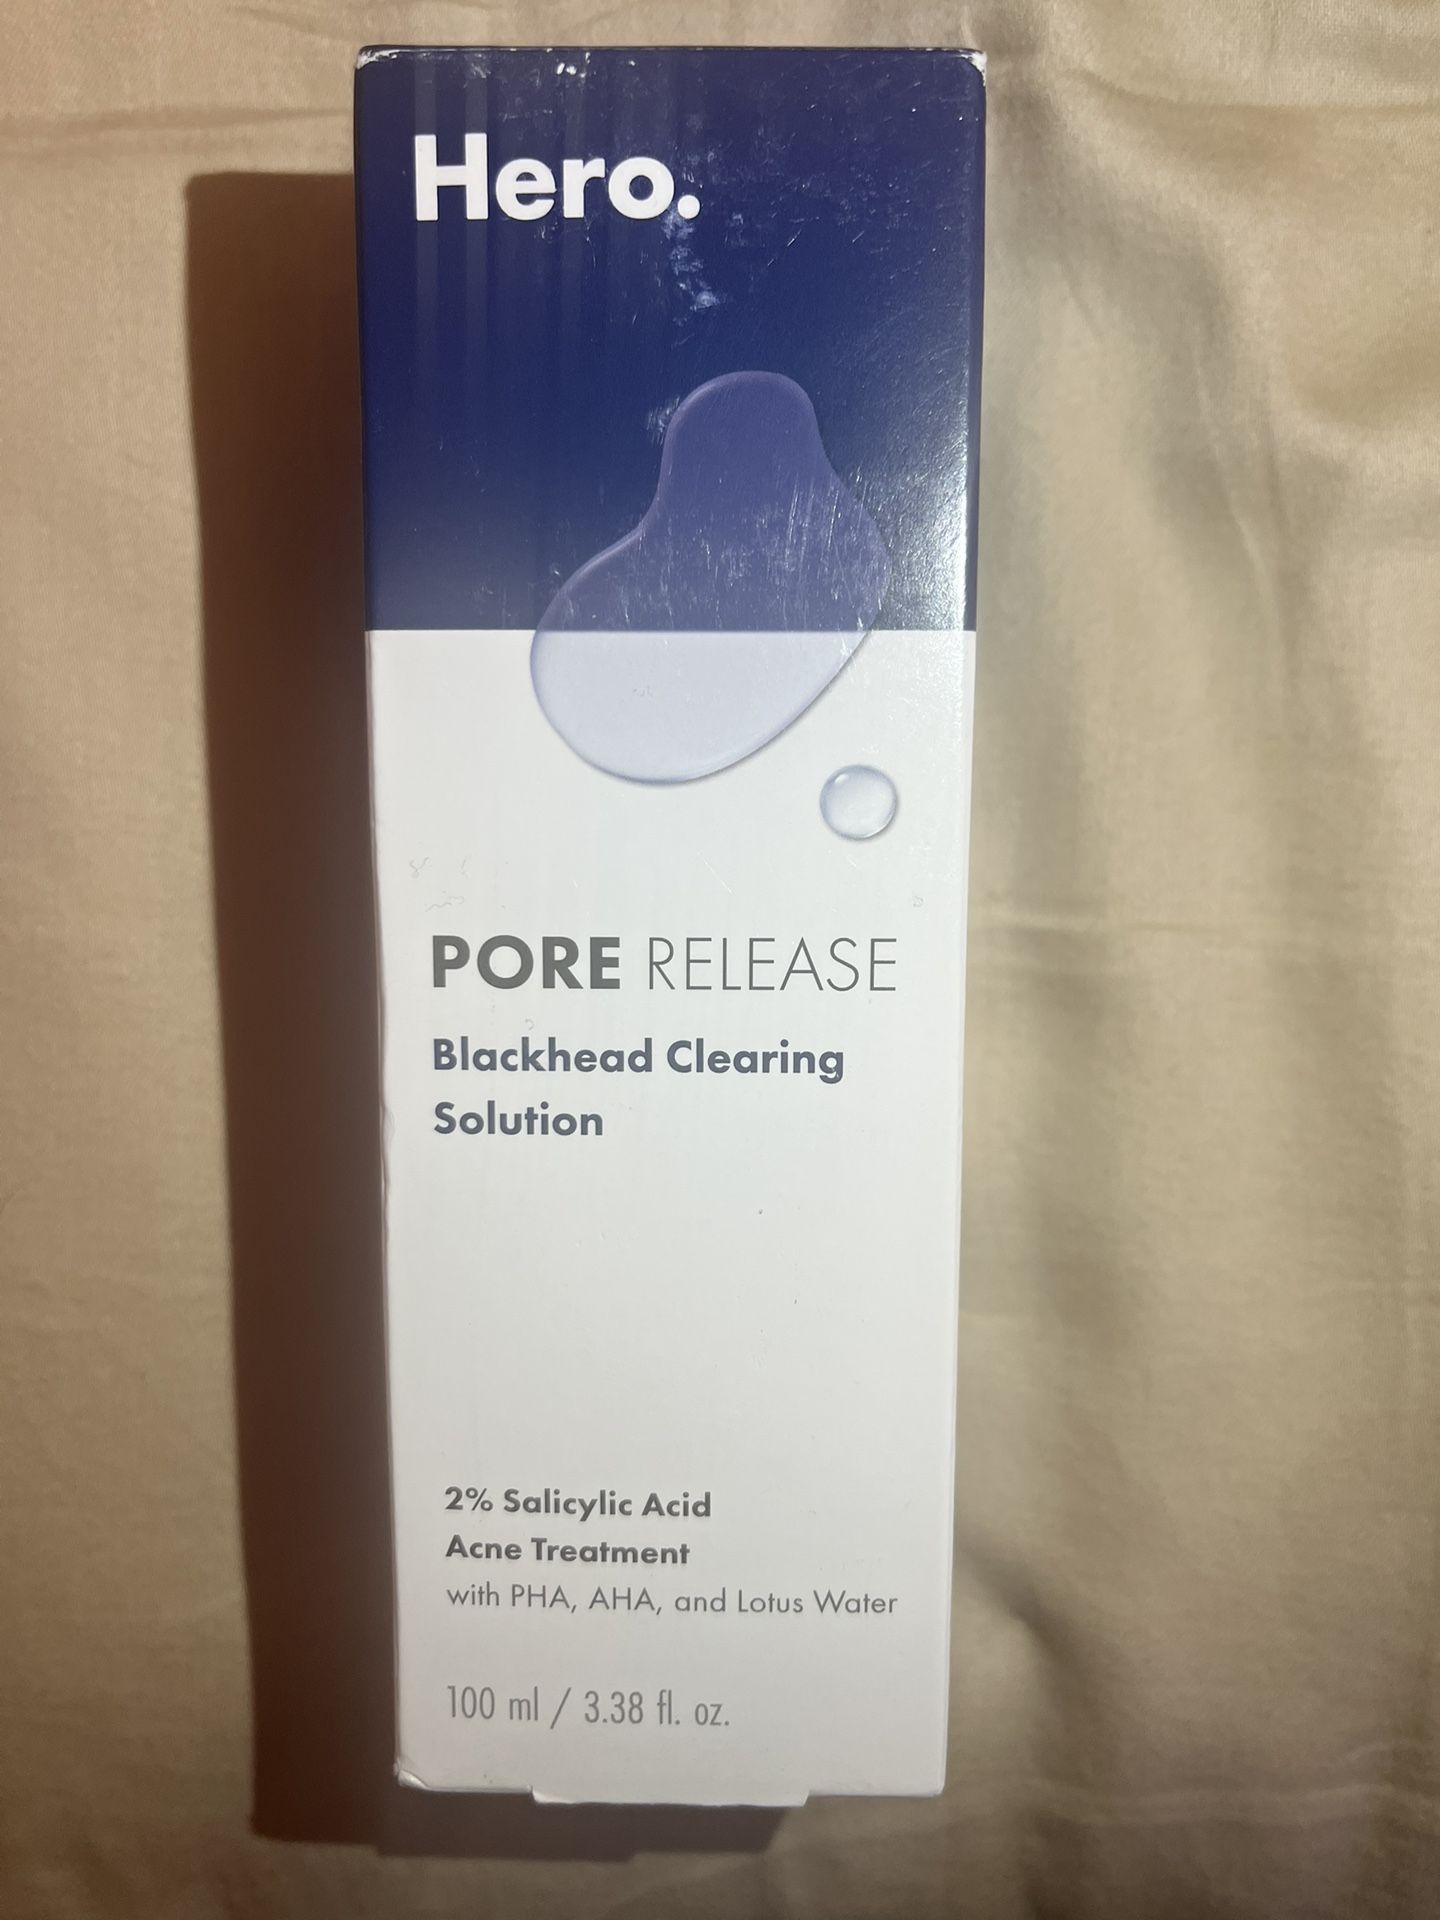 Hero.
PORE RELEASE
Blackhead Clearing
Solution
2% Salicylic Acid
Acne Treatment
with PHA, AHA, and Lotus Water
100 ml / 3.38 fl. oz.